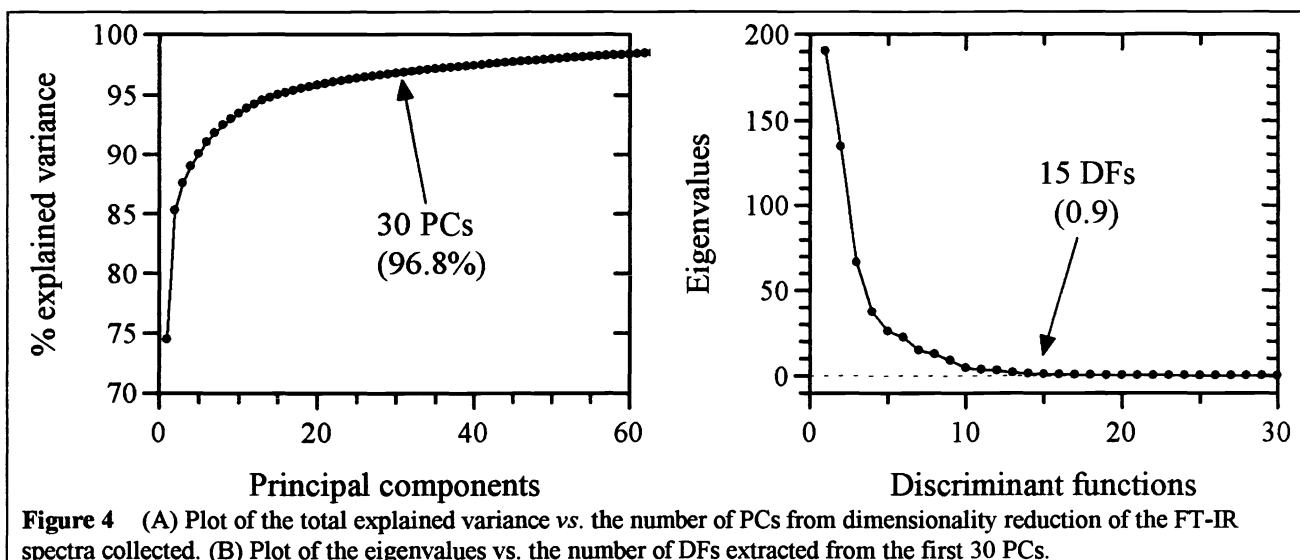 100
95
90
85
80
75
70
% explained variance
30 PCs
(96.8%)
0 20 40 60
Principal components
200
150
100
50
0
Eigenvalues
15 DFs
(0.9)
0 10 20 30
Discriminant functions
Figure 4 (A) Plot of the total explained variance vs. the number of PCs from dimensionality reduction of the FT-IR
spectra collected. (B) Plot of the eigenvalues vs. the number of DFs extracted from the first 30 PCs.